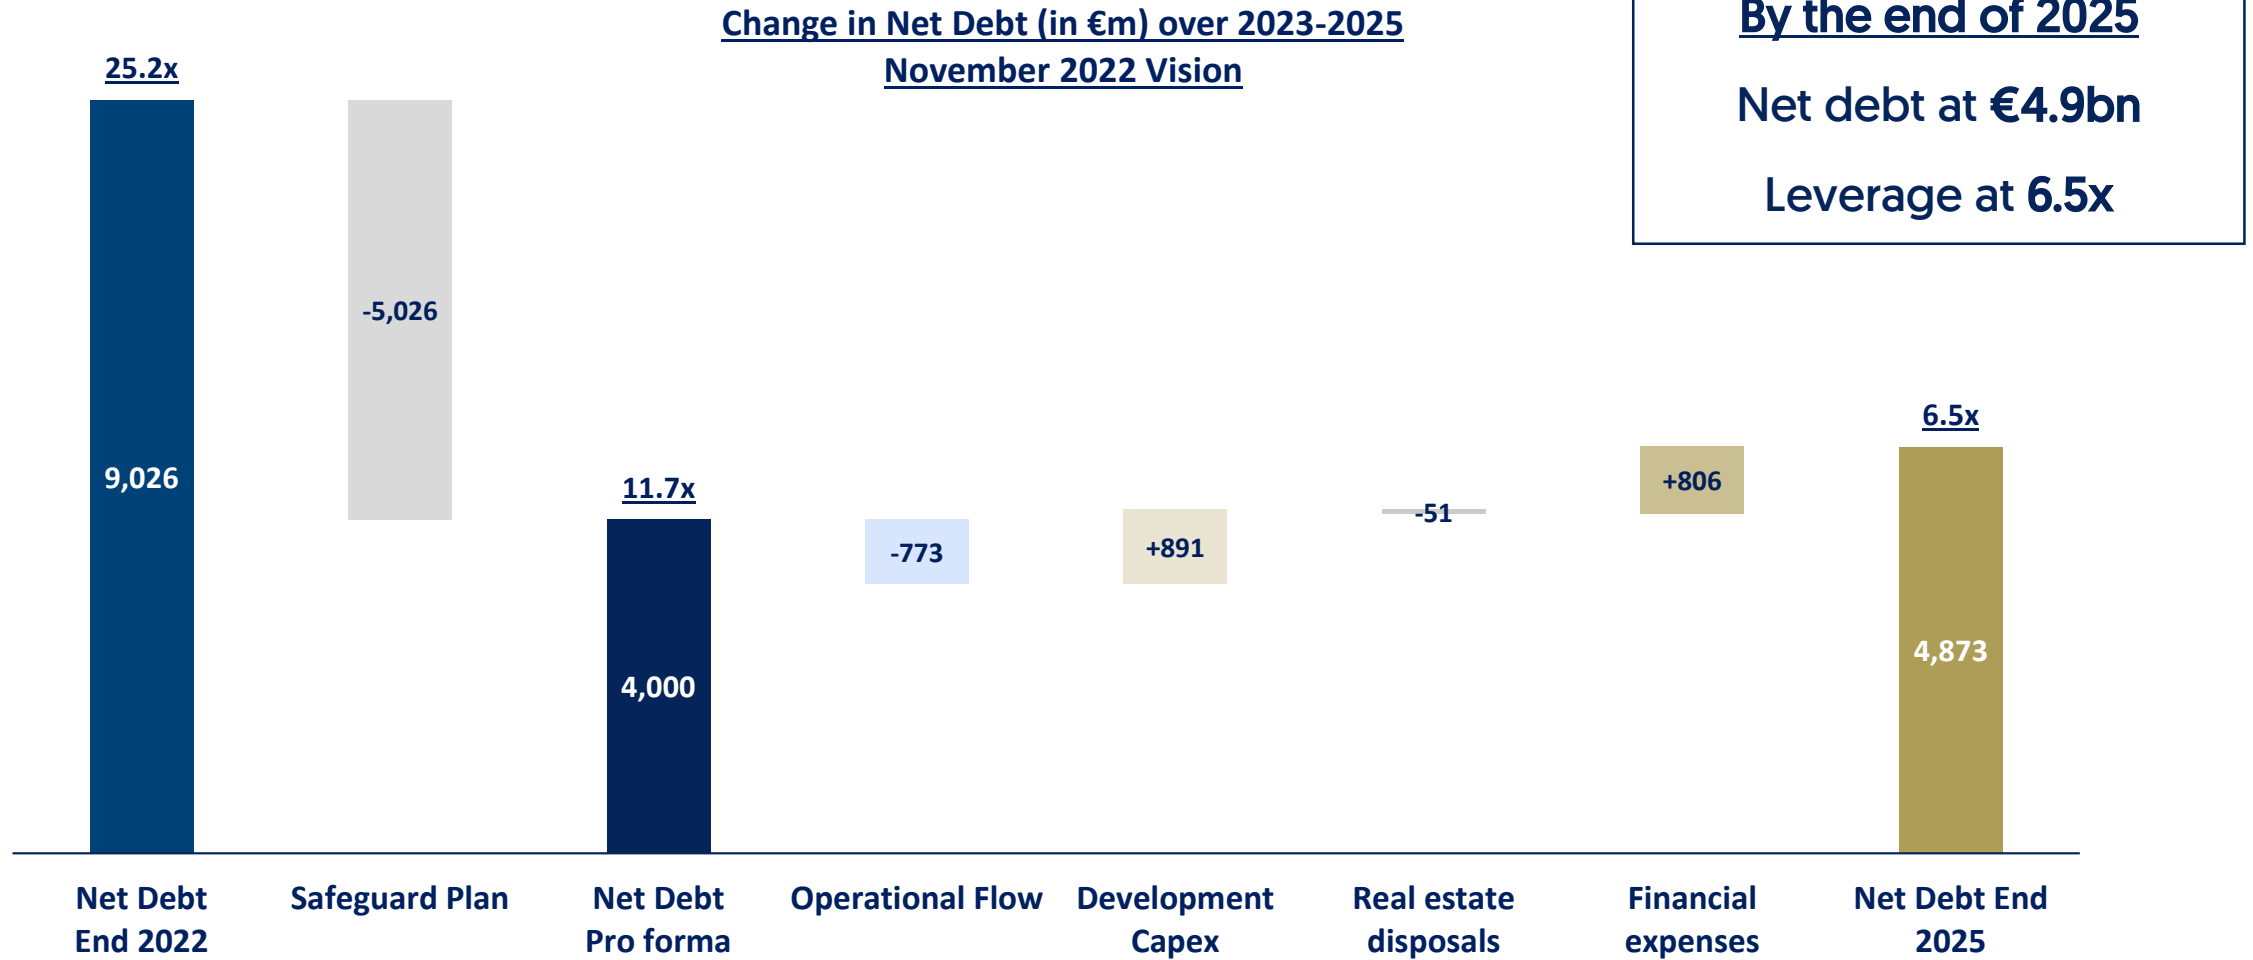 Change in Net Debt (in €m) over 2023-2025
November 2022 Vision
By the end of 2025
Net debt at €4.9bn
Leverage at 6.5x
25.2x
9,026
-5,026
11.7x
4,000
-773
+891
-51
+806
6.5x
4,873
Net Debt
End 2022
Safeguard Plan
Net Debt
Pro forma
Operational Flow
Development
Capex
Real estate
disposals
Financial
expenses
Net Debt End
2025